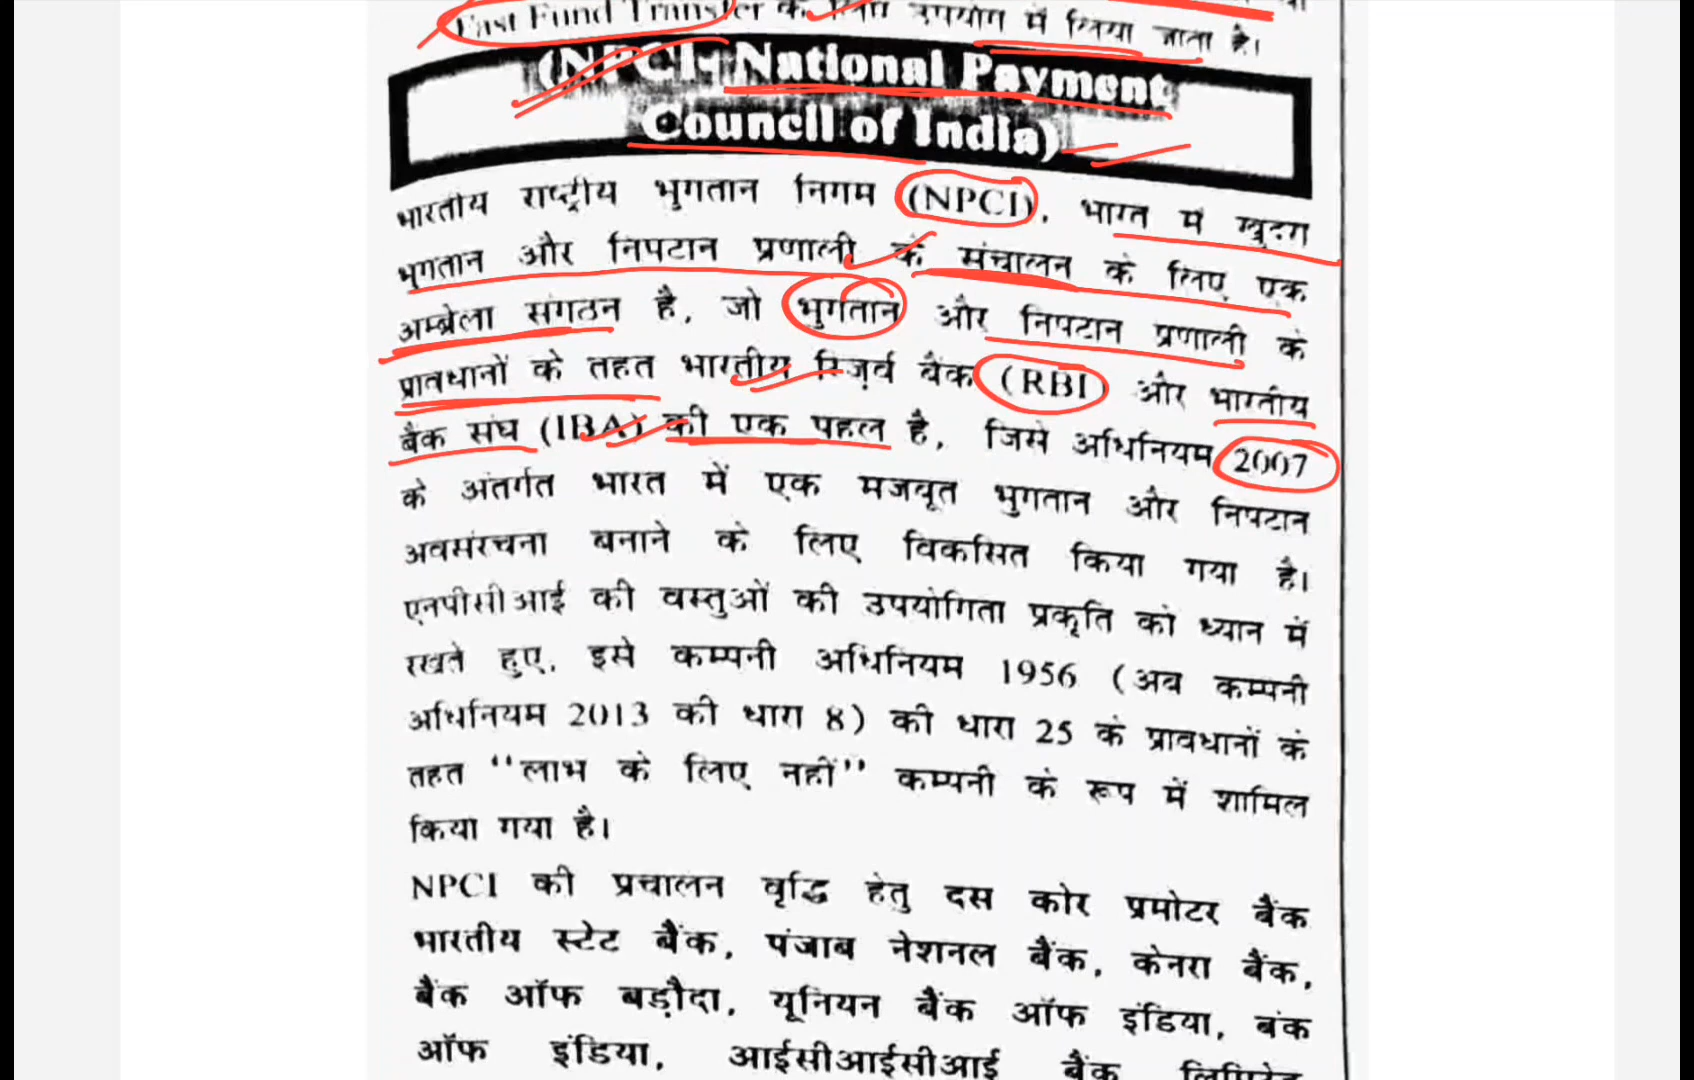 Fast Fund Transfer के लिए उपयोग में लिया जाता है।
(NPCI- National Payment
Council of India)
भारतीय राष्ट्रीय भुगतान निगम (NPCI), भारत में खुदरा
भुगतान और निपटान प्रणाली के संचालन के लिए एक
अम्ब्रेला संगठन है, जो भुगतान और निपटान प्रणाली के
प्रावधानों के तहत भारतीय रिज़र्व बैंक (RBI) और भारतीय
बैंक संघ (IBA) की एक पहल है, जिसे अधिनियम 2007
के अंतर्गत भारत में एक मजबूत भुगतान और निपटान
अवसंरचना बनाने के लिए विकसित किया गया है।
एनपीसीआई की वस्तुओं की उपयोगिता प्रकृति को ध्यान में
रखते हुए, इसे कम्पनी अधिनियम 1956 (अब कम्पनी
अधिनियम 2013 की धारा 8) की धारा 25 के प्रावधानों के
तहत "लाभ के लिए नहीं" कम्पनी के रूप में शामिल
किया गया है।
NPCI की प्रचालन वृद्धि हेतु दस कोर प्रमोटर बैंक
भारतीय स्टेट बैंक, पंजाब नेशनल बैंक, केनरा बैंक,
बैंक ऑफ बड़ौदा, यूनियन बैंक ऑफ इंडिया, बैंक
ऑफ इंडिया, आईसीआईसीआई बैंक लिमिटेड